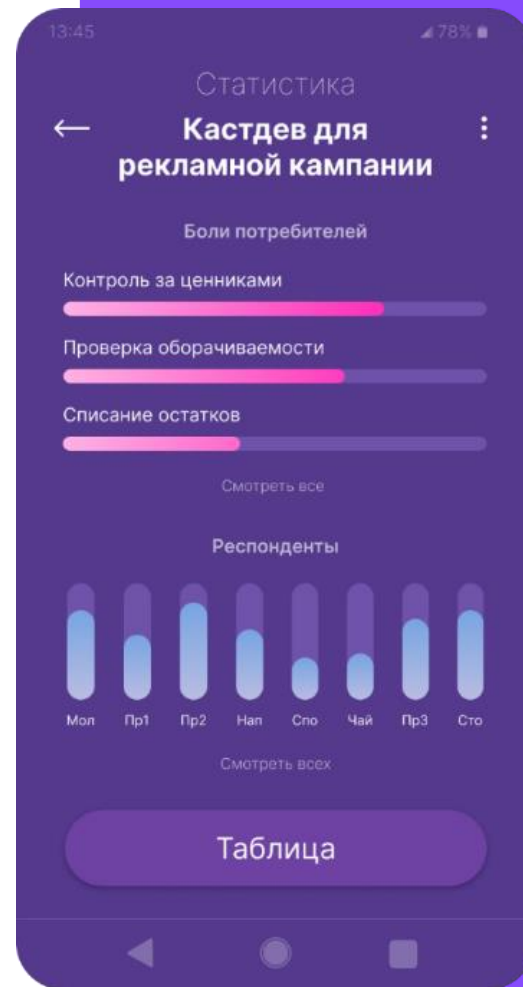 13:45 78%
Статистика
Кастдев для
рекламной кампании
Боли потребителей
Контроль за ценниками
Проверка оборачиваемости
Списание остатков
Смотреть все
Респонденты
Мол Пр1 Пр2 Нап Спо Чай Пр3 Сто
Смотреть всех
Таблица